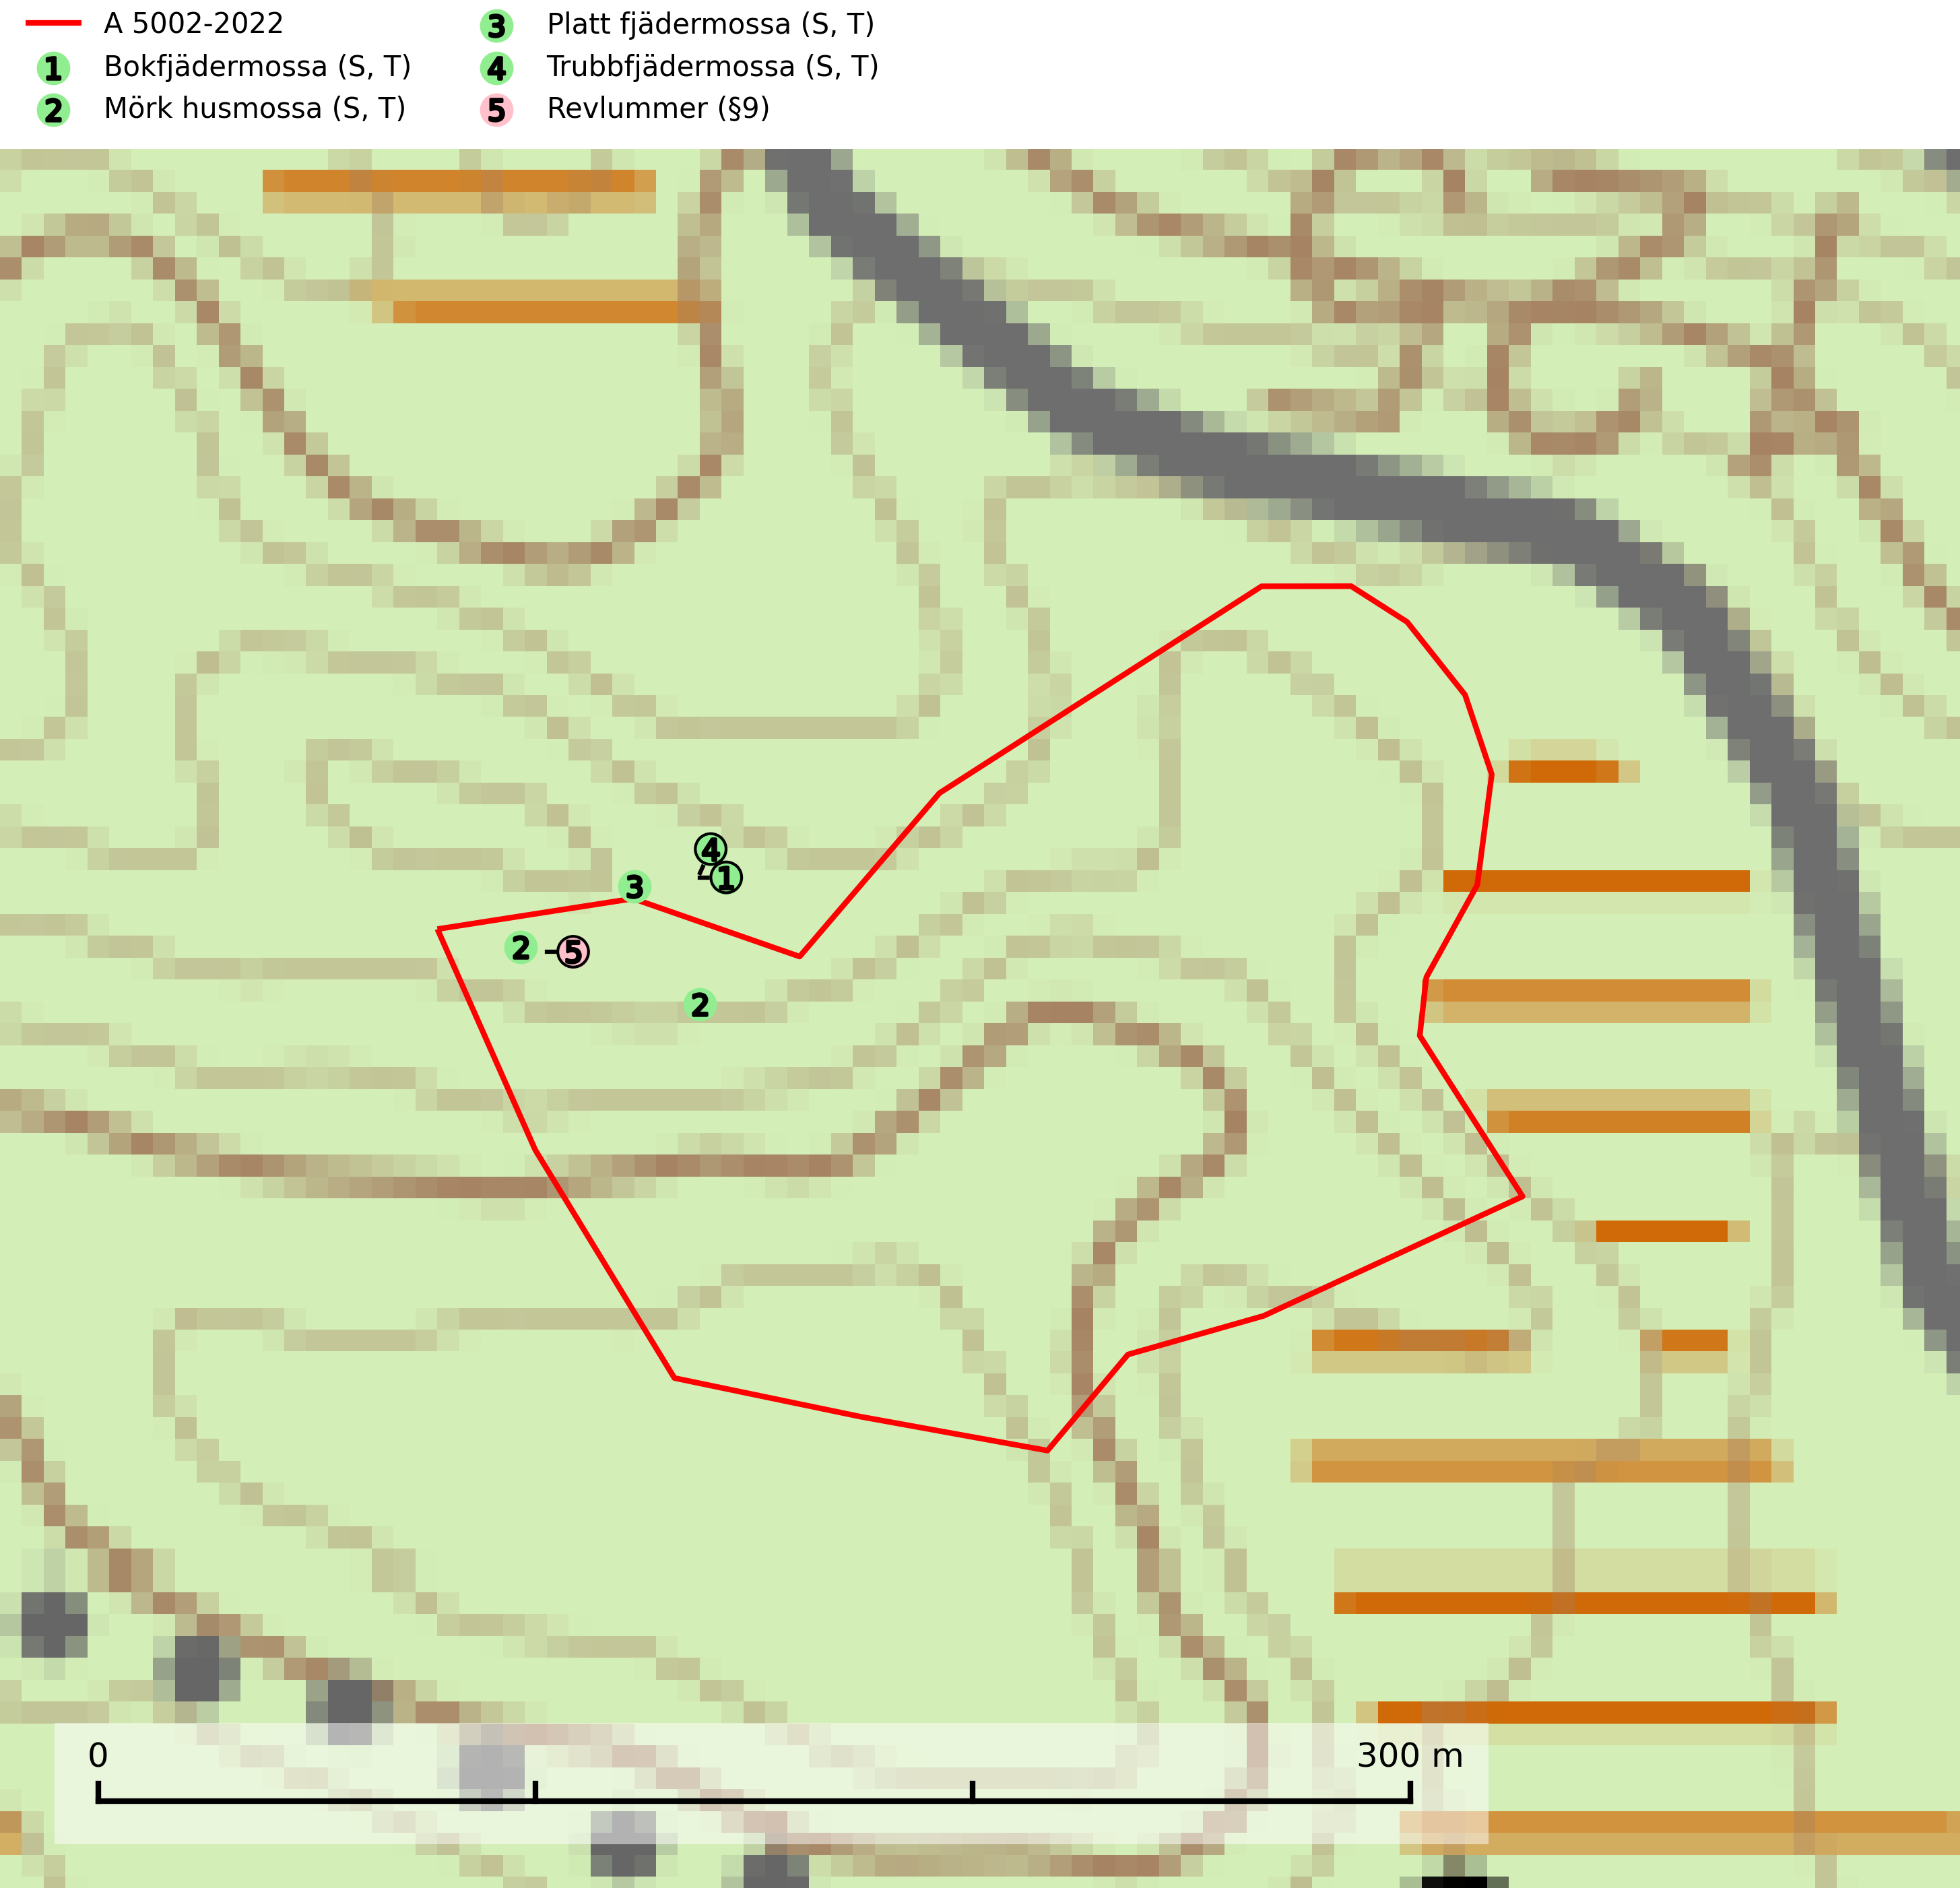 A 5002-2022
1 Bokfjädermossa (S, T)
2 Mörk husmossa (S, T)
3 Platt fjädermossa (S, T)
4 Trubbfjädermossa (S, T)
5 Revlummer (§9)
4
1
3
2
5
2
0 300 m